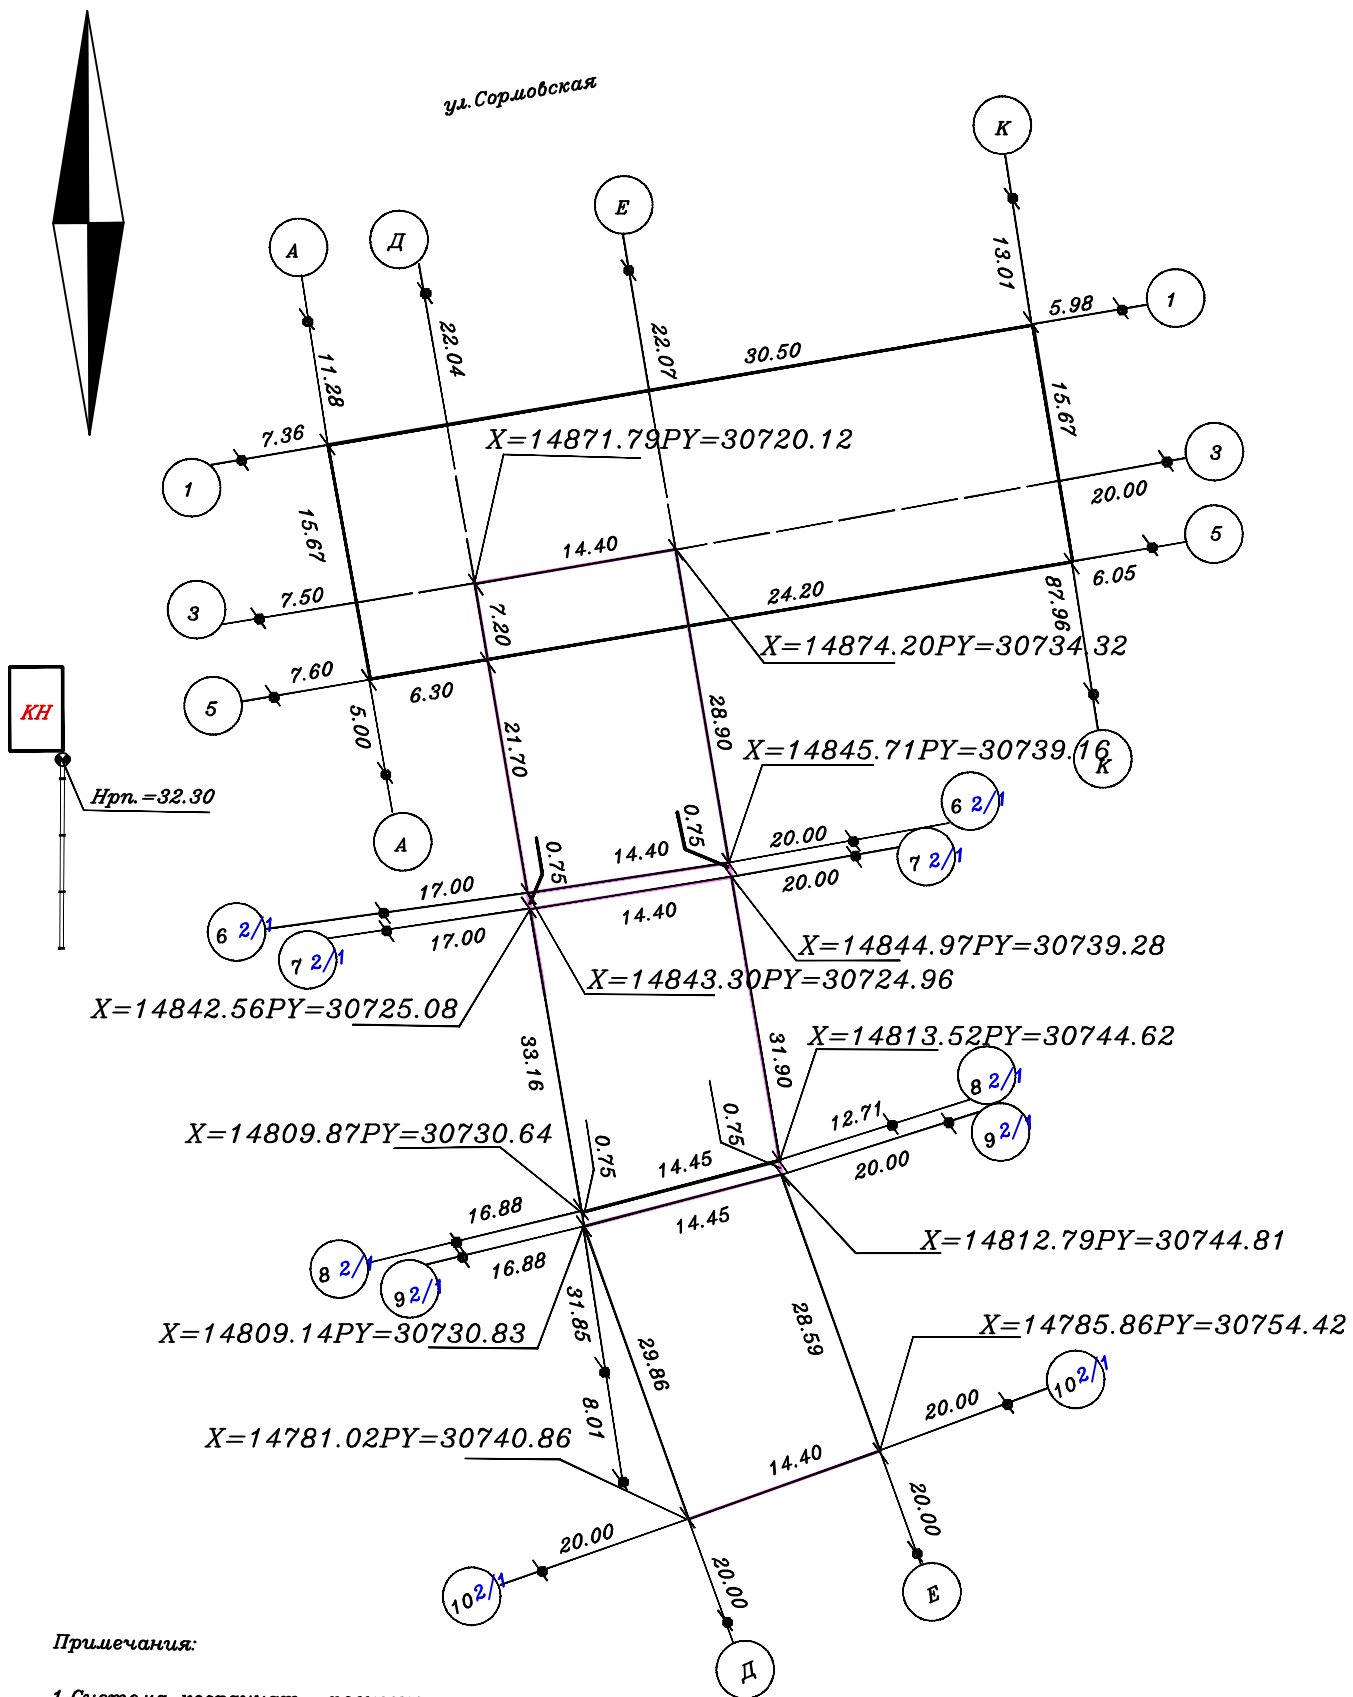 ул.Сормовская
К
Е
Д
А
13.01
5.98
1
11.28
22.04
22.07
30.50
15.67
7.36
X=14871.79PY=30720.12
1
3
20.00
15.67
14.40
5
7.50
3
7.20
24.20
6.05
87.96
X=14874.20PY=30734.32
7.60
6.30
5
5.00
21.70
28.90
КН
X=14845.71PY=30739.16
К
Нрп.=32.30
6 2/1
А
0.75
20.00
7 2/1
0.75
14.40
20.00
17.00
14.40
6 2/1
17.00
7 2/1
X=14844.97PY=30739.28
X=14843.30PY=30724.96
X=14842.56PY=30725.08
X=14813.52PY=30744.62
33.16
31.90
8 2/1
12.71
9 2/1
0.75
X=14809.87PY=30730.64
0.75
14.45
20.00
16.88
14.45
X=14812.79PY=30744.81
16.88
8 2/1
9 2/1
31.85
28.59
X=14809.14PY=30730.83
X=14785.86PY=30754.42
29.86
10 2/1
20.00
8.01
X=14781.02PY=30740.86
14.40
20.00
20.00
10 2/1
20.00
Е
Д
Примечания: